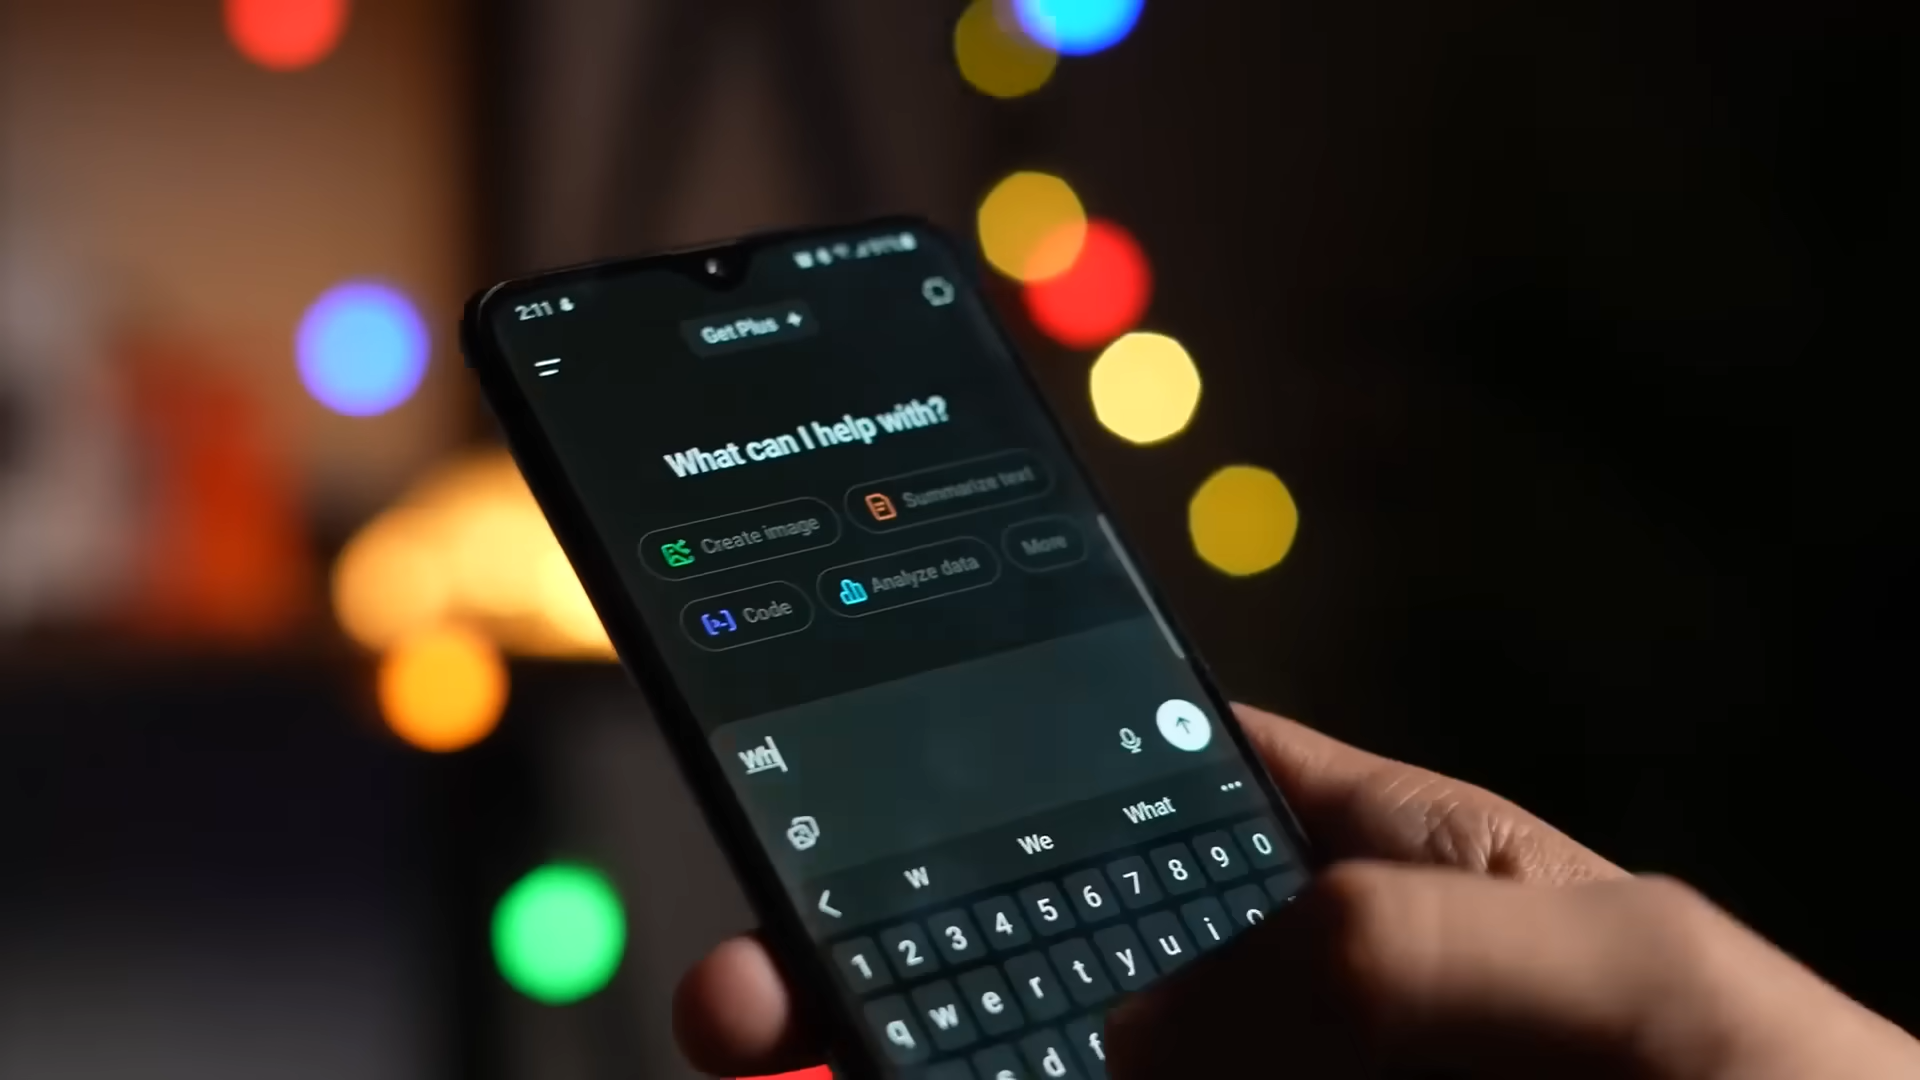 2:11
Get Plus
What can I help with?
Create image
Summarize text
Code
Analyze data
More
Wh
W We What
1 2 3 4 5 6 7 8 9 0
q w e r t y u i o
s d f